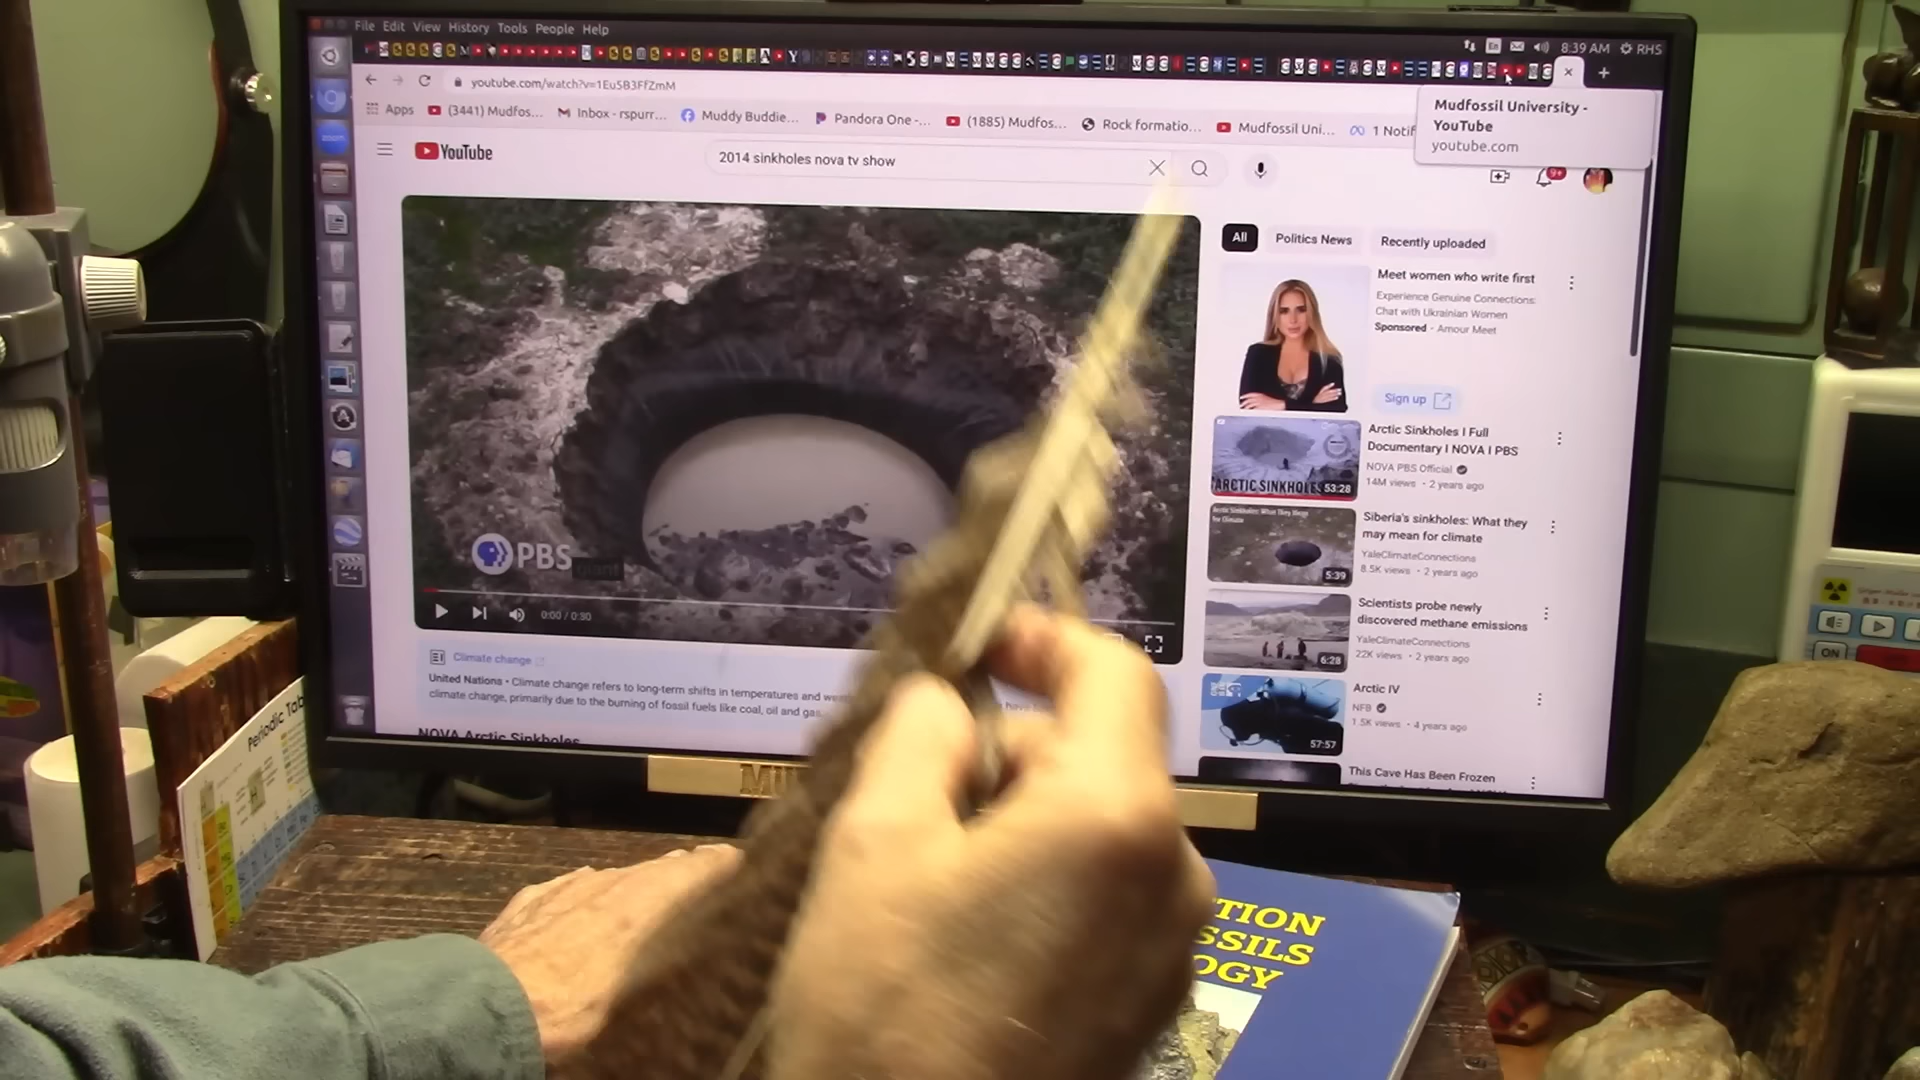 File Edit View History Tools People Help
8:39 AM RHS
youtube.com/watch?v=1Eu5B3FfZmM
Apps (3441) Mudfos... Inbox - rspurr... Muddy Buddie... Pandora One -... (1885) Mudfos... Rock formatio... Mudfossil Uni... 1 Notif
Mudfossil University -
YouTube
youtube.com
YouTube
2014 sinkholes nova tv show
9+
All Politics News Recently uploaded
Meet women who write first
Experience Genuine Connections:
Chat with Ukrainian Women
Sponsored - Amour Meet
Sign up
ARCTIC SINKHOLES
53:28
Arctic Sinkholes I Full
Documentary I NOVA I PBS
NOVA PBS Official
14M views • 2 years ago
5:39
Siberia's sinkholes: What they
may mean for climate
YaleClimateConnections
8.5K views • 2 years ago
6:28
Scientists probe newly
discovered methane emissions
YaleClimateConnections
22K views • 2 years ago
57:57
Arctic IV
NFB
1.5K views • 4 years ago
This Cave Has Been Frozen
PBS
giant
0:00 / 0:30
Climate change
United Nations • Climate change refers to long-term shifts in temperatures and
climate change, primarily due to the burning of fossil fuels like coal, oil and gas
have
NOVA Arctic Sinkholes
Periodic Tab
TION
SSILS
OGY
ON